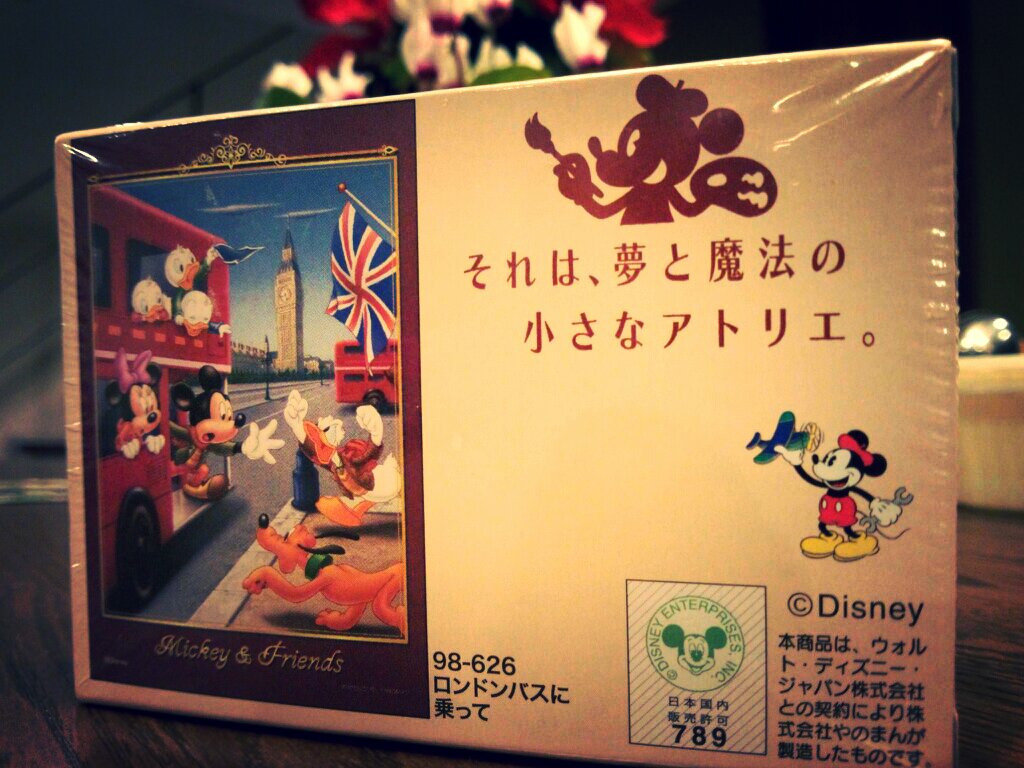 それは、夢と魔法の
小さなアトリエ。
Mickey & Friends
98-626
ロンドンバスに
乗って
©DISNEY ENTERPRISES, INC.
日本国内
販売許可
789
©Disney
本商品は、ウォル
ト・ディズニー・
ジャパン株式会社
との契約により株
式会社やのまんが
製造したものです。